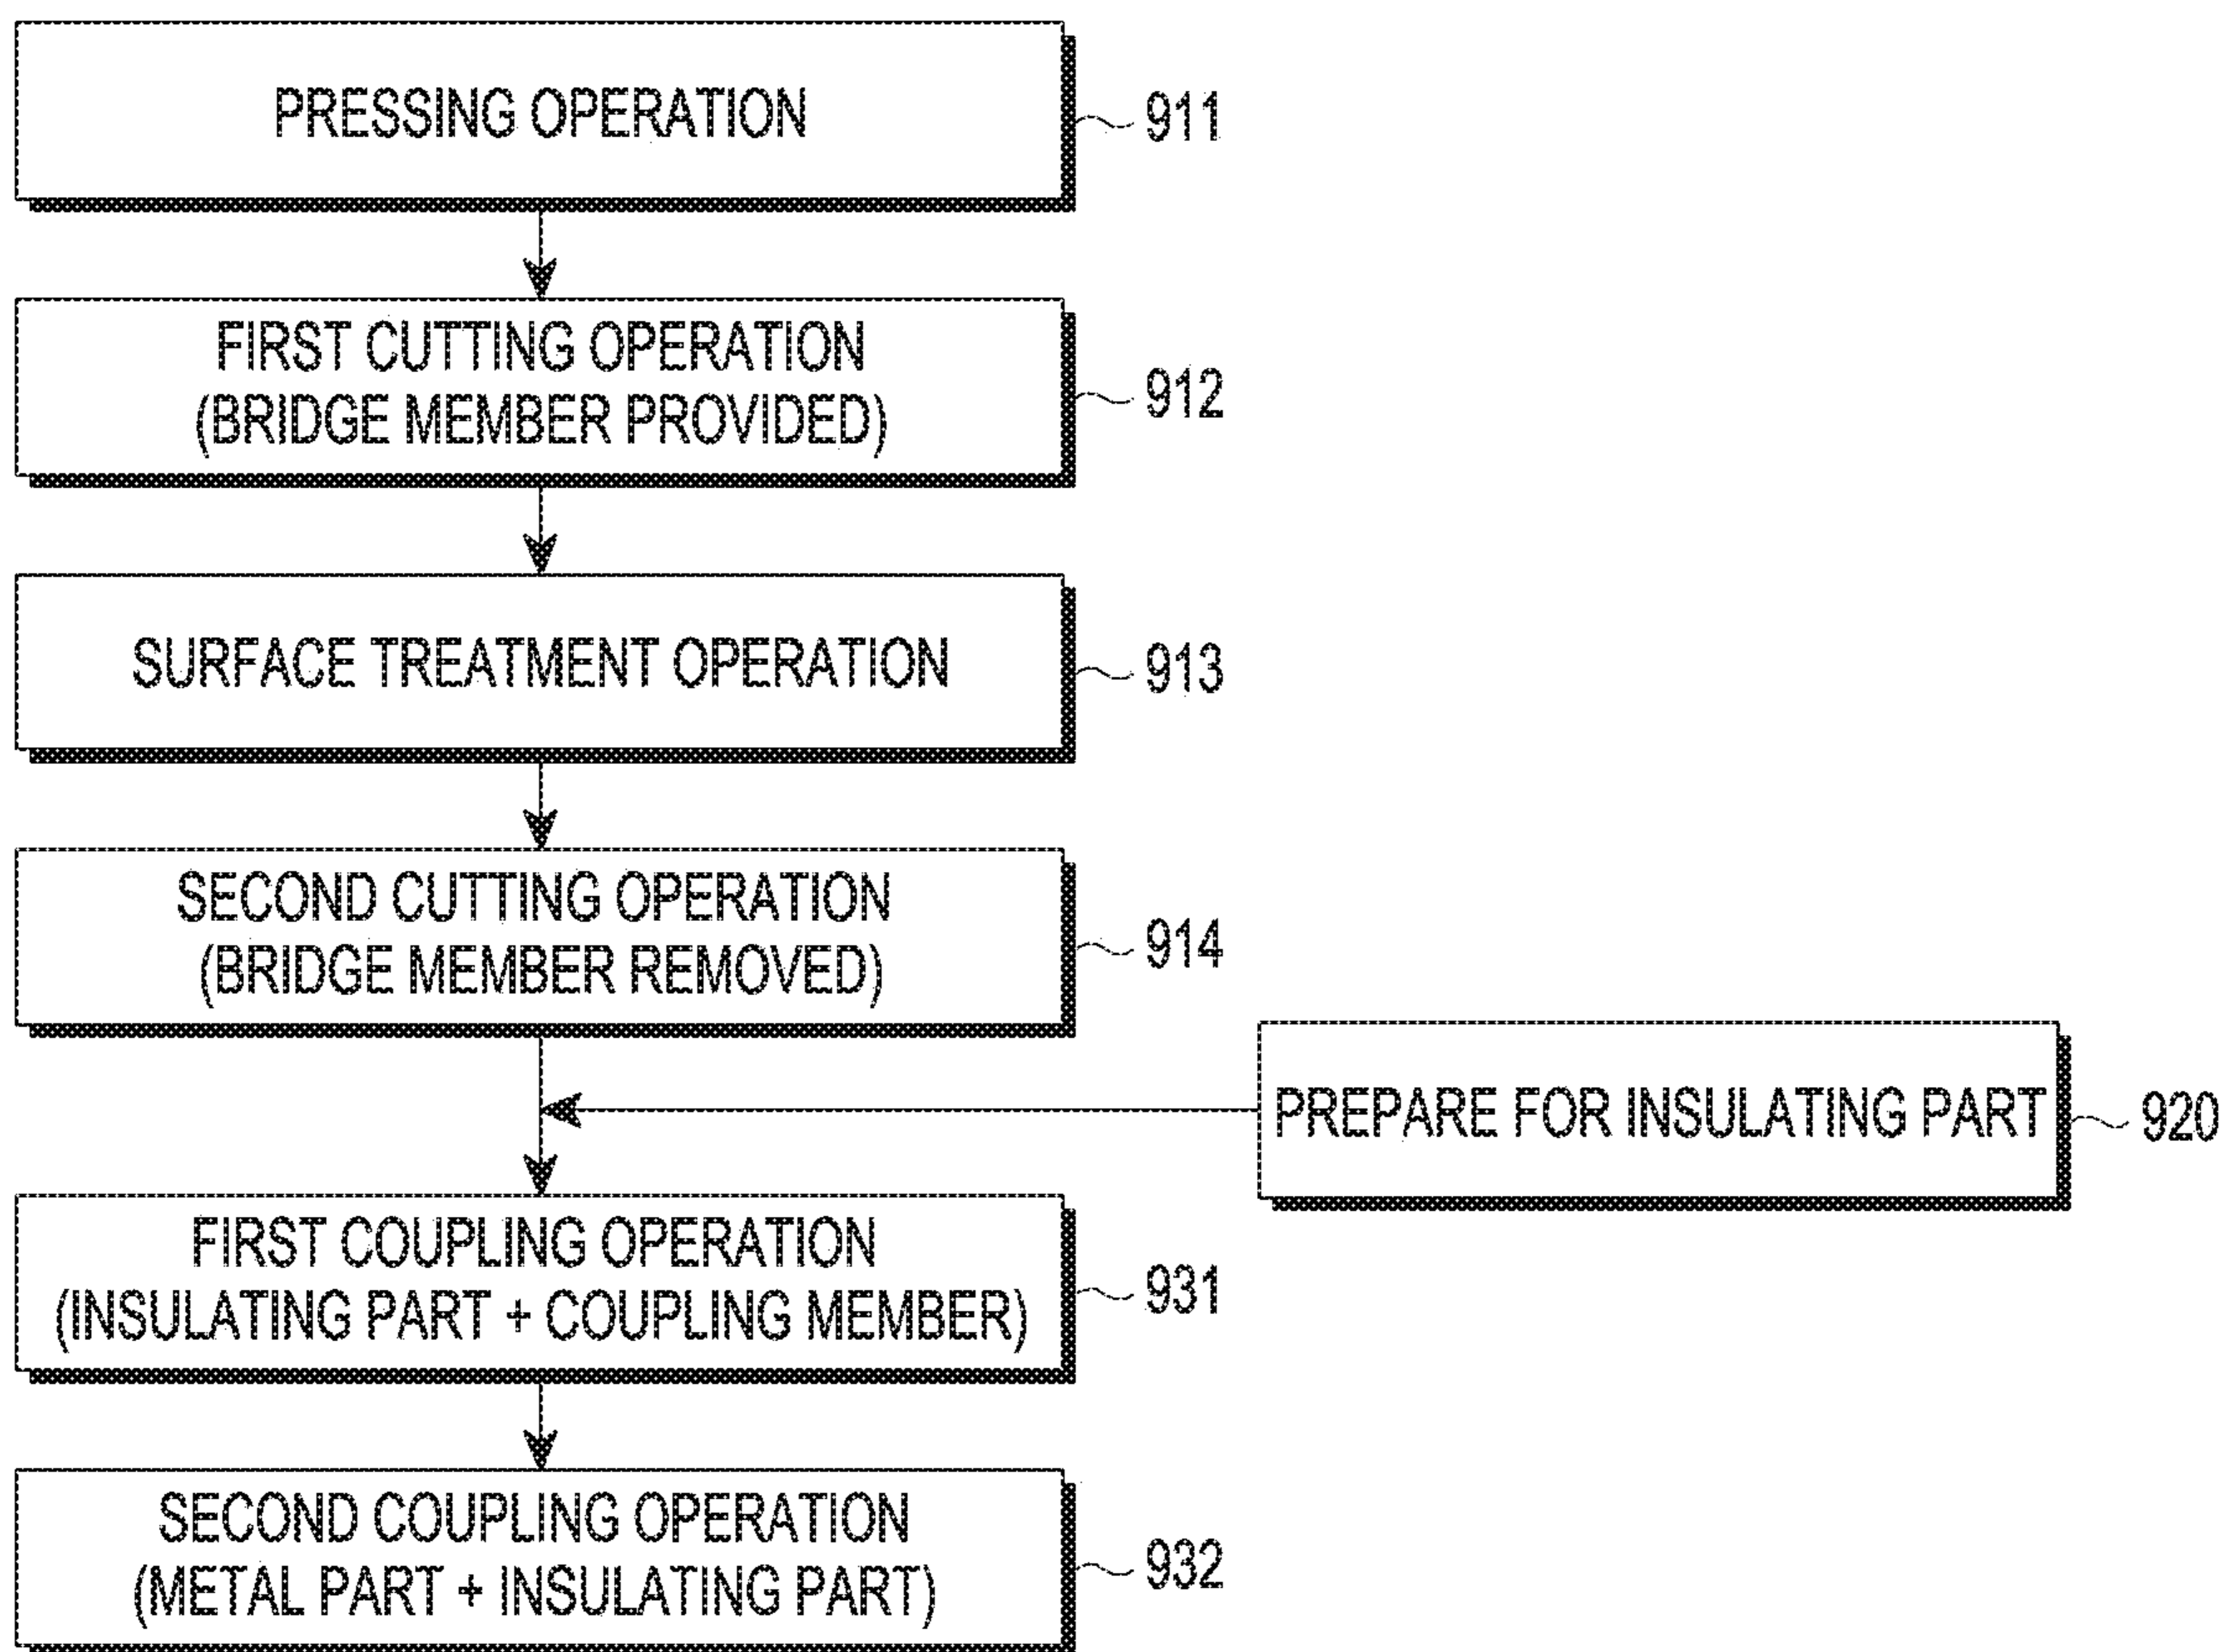 PRESSING OPERATION
911
FIRST CUTTING OPERATION
(BRIDGE MEMBER PROVIDED)
912
SURFACE TREATMENT OPERATION
913
SECOND CUTTING OPERATION
(BRIDGE MEMBER REMOVED)
914
PREPARE FOR INSULATING PART
920
FIRST COUPLING OPERATION
(INSULATING PART + COUPLING MEMBER)
931
SECOND COUPLING OPERATION
(METAL PART + INSULATING PART)
932